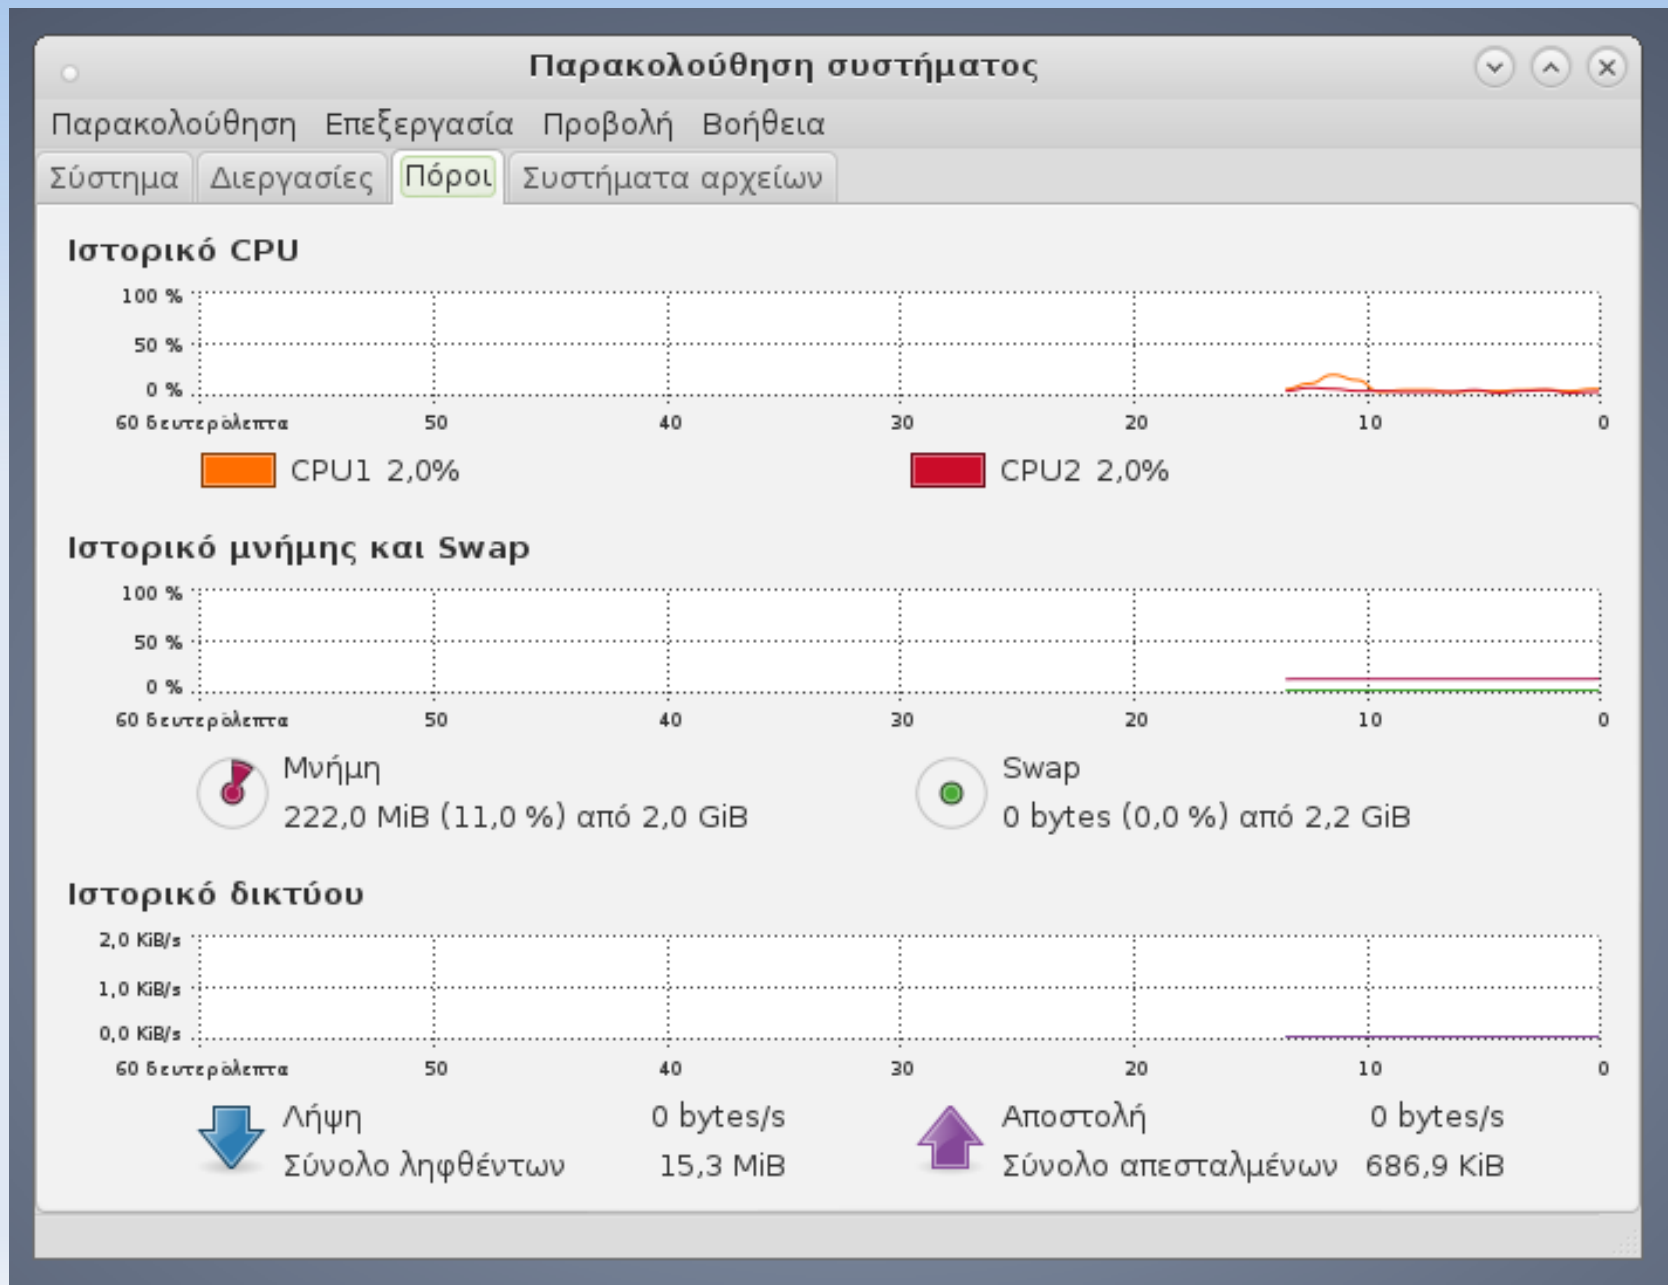 Παρακολούθηση συστήματος
Παρακολούθηση Επεξεργασία Προβολή Βοήθεια
Σύστημα Διεργασίες Πόροι Συστήματα αρχείων
Ιστορικό CPU
100 %
50 %
0 %
60 δευτερόλεπτα 50 40 30 20 10 0
CPU1 2,0% CPU2 2,0%
Ιστορικό μνήμης και Swap
100 %
50 %
0 %
60 δευτερόλεπτα 50 40 30 20 10 0
Μνήμη Swap
222,0 MiB (11,0 %) από 2,0 GiB 0 bytes (0,0 %) από 2,2 GiB
Ιστορικό δικτύου
2,0 KiB/s
1,0 KiB/s
0,0 KiB/s
60 δευτερόλεπτα 50 40 30 20 10 0
Λήψη 0 bytes/s Αποστολή 0 bytes/s
Σύνολο ληφθέντων 15,3 MiB Σύνολο απεσταλμένων 686,9 KiB